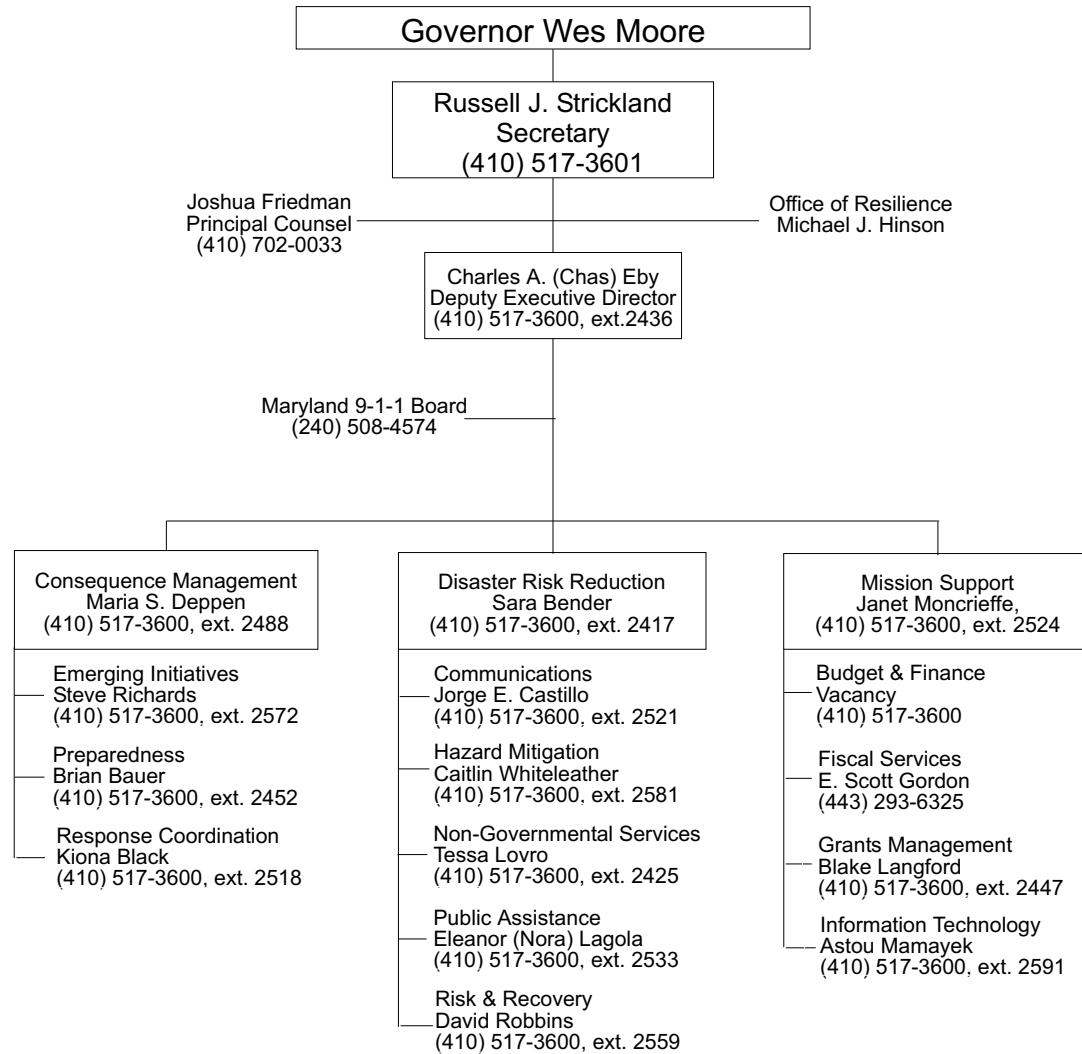 Governor Wes Moore
Russell J. Strickland
Secretary
(410) 517-3601
Joshua Friedman
Principal Counsel
(410) 702-0033
Office of Resilience
Michael J. Hinson
Charles A. (Chas) Eby
Deputy Executive Director
(410) 517-3600, ext.2436
Maryland 9-1-1 Board
(240) 508-4574
Consequence Management
Maria S. Deppen
(410) 517-3600, ext. 2488
Emerging Initiatives
Steve Richards
(410) 517-3600, ext. 2572
Preparedness
Brian Bauer
(410) 517-3600, ext. 2452
Response Coordination
Kiona Black
(410) 517-3600, ext. 2518
Disaster Risk Reduction
Sara Bender
(410) 517-3600, ext. 2417
Communications
Jorge E. Castillo
(410) 517-3600, ext. 2521
Hazard Mitigation
Caitlin Whiteleather
(410) 517-3600, ext. 2581
Non-Governmental Services
Tessa Lovro
(410) 517-3600, ext. 2425
Public Assistance
Eleanor (Nora) Lagola
(410) 517-3600, ext. 2533
Risk & Recovery
David Robbins
(410) 517-3600, ext. 2559
Mission Support
Janet Moncrieffe,
(410) 517-3600, ext. 2524
Budget & Finance
Vacancy
(410) 517-3600
Fiscal Services
E. Scott Gordon
(443) 293-6325
Grants Management
Blake Langford
(410) 517-3600, ext. 2447
Information Technology
Astou Mamayek
(410) 517-3600, ext. 2591